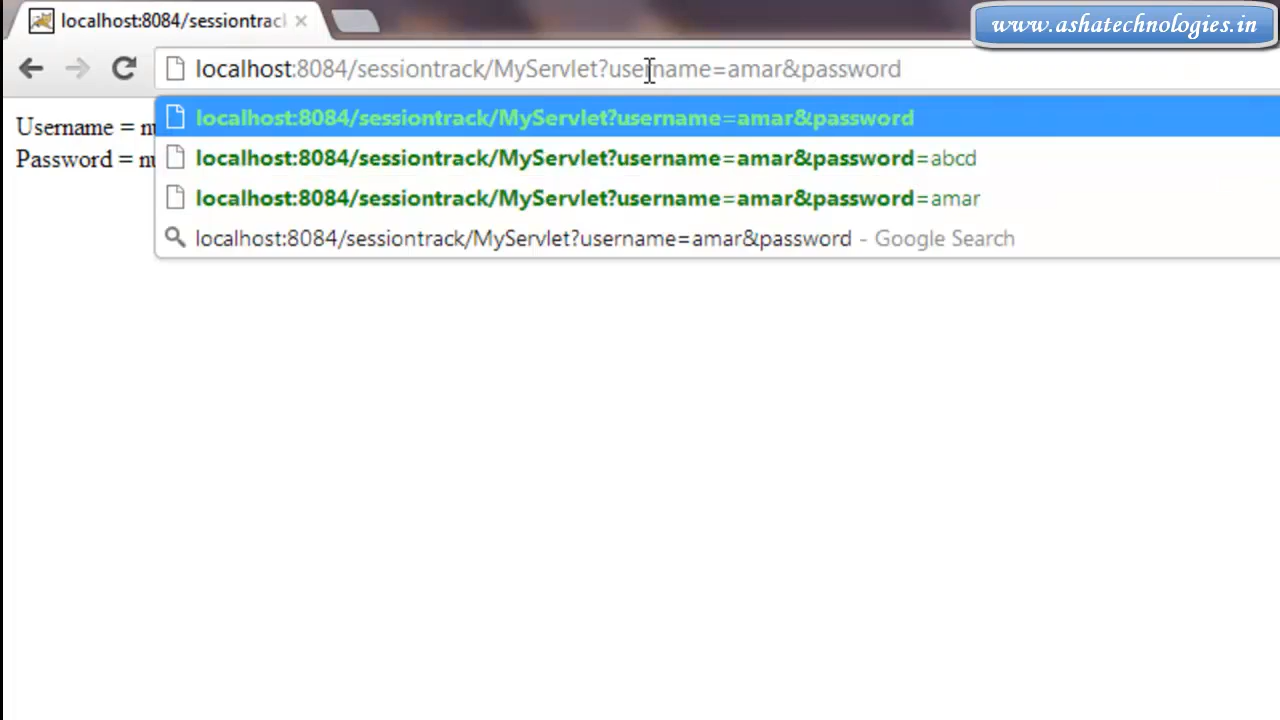 localhost:8084/sessiontrack
www.ashatechnologies.in
localhost:8084/sessiontrack/MyServlet?username=amar&password
localhost:8084/sessiontrack/MyServlet?username=amar&password
Username =
Password =
localhost:8084/sessiontrack/MyServlet?username=amar&password=abcd
localhost:8084/sessiontrack/MyServlet?username=amar&password=amar
localhost:8084/sessiontrack/MyServlet?username=amar&password - Google Search